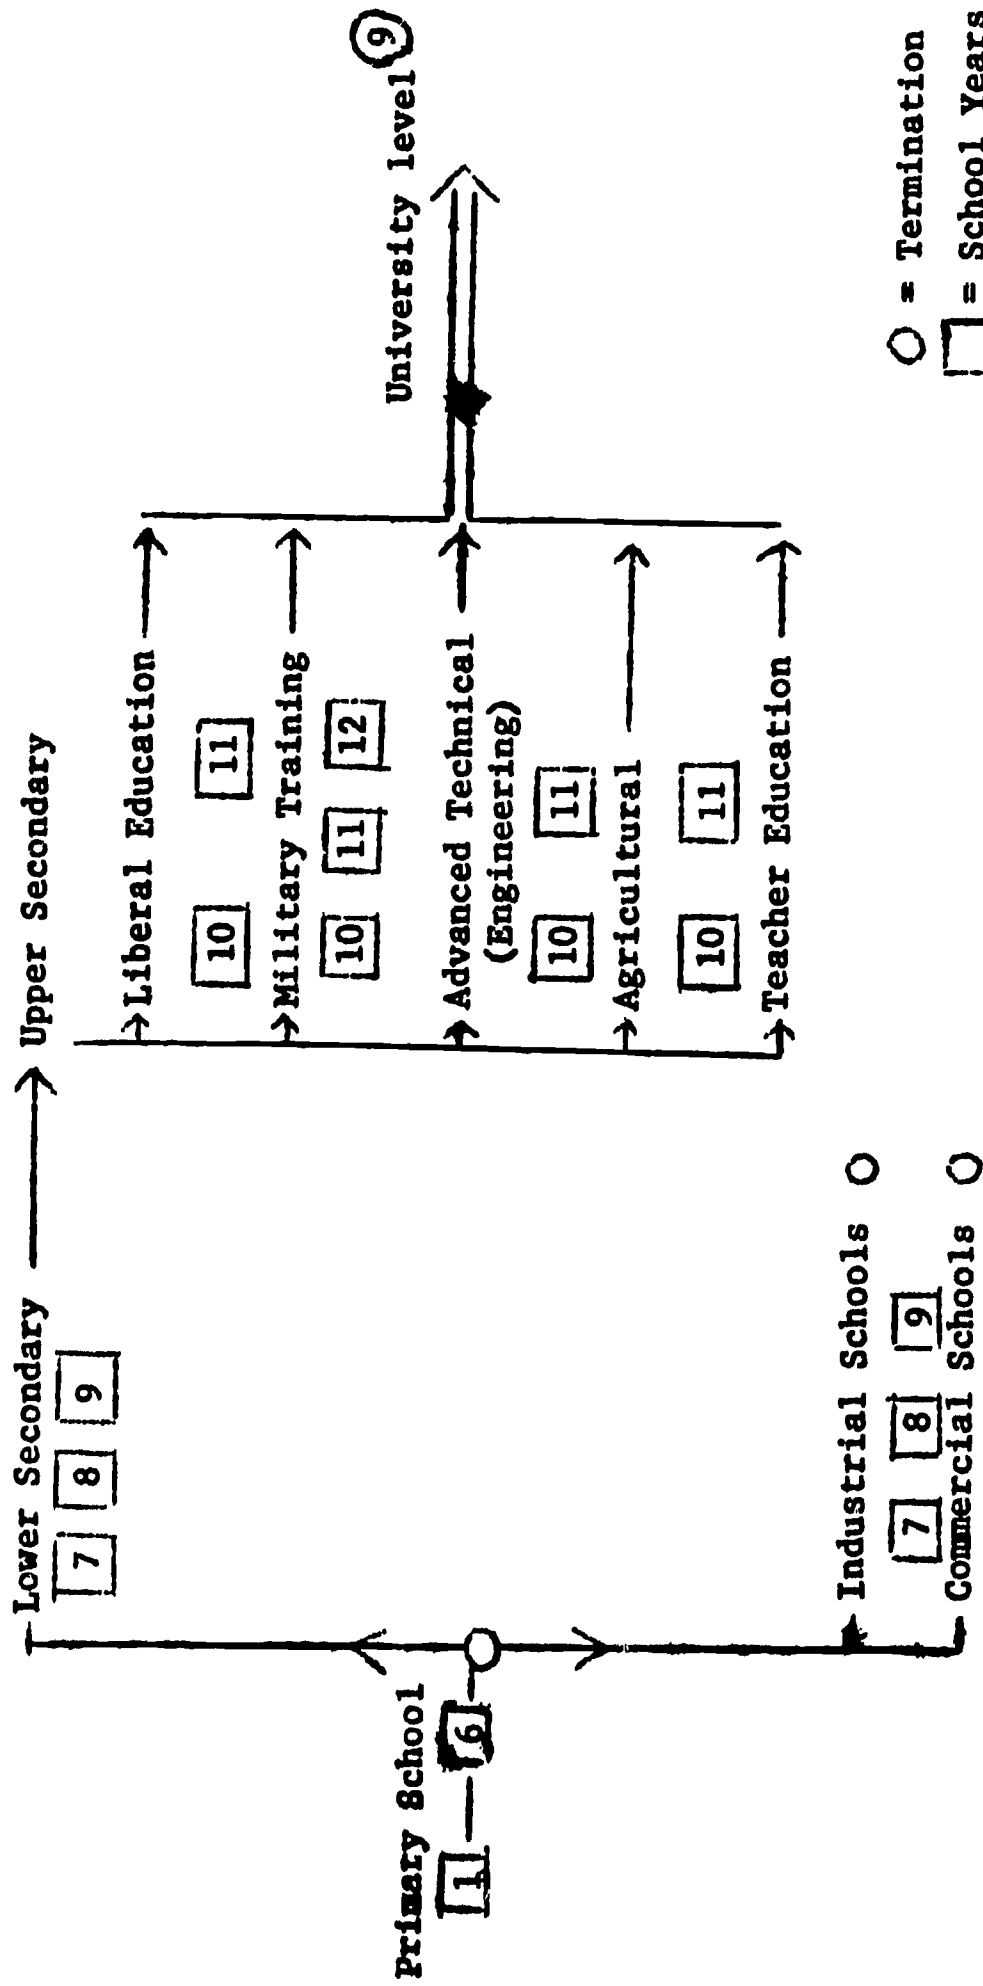 Lower Secondary
7 8 9
Upper Secondary
Liberal Education
10 11
Military Training
10 11 12
Advanced Technical
(Engineering)
10 11
Agricultural
10 11
Teacher Education
University level 9
Primary School
1 6
Industrial Schools
7 8 9
Commercial Schools
= Termination
= School Years